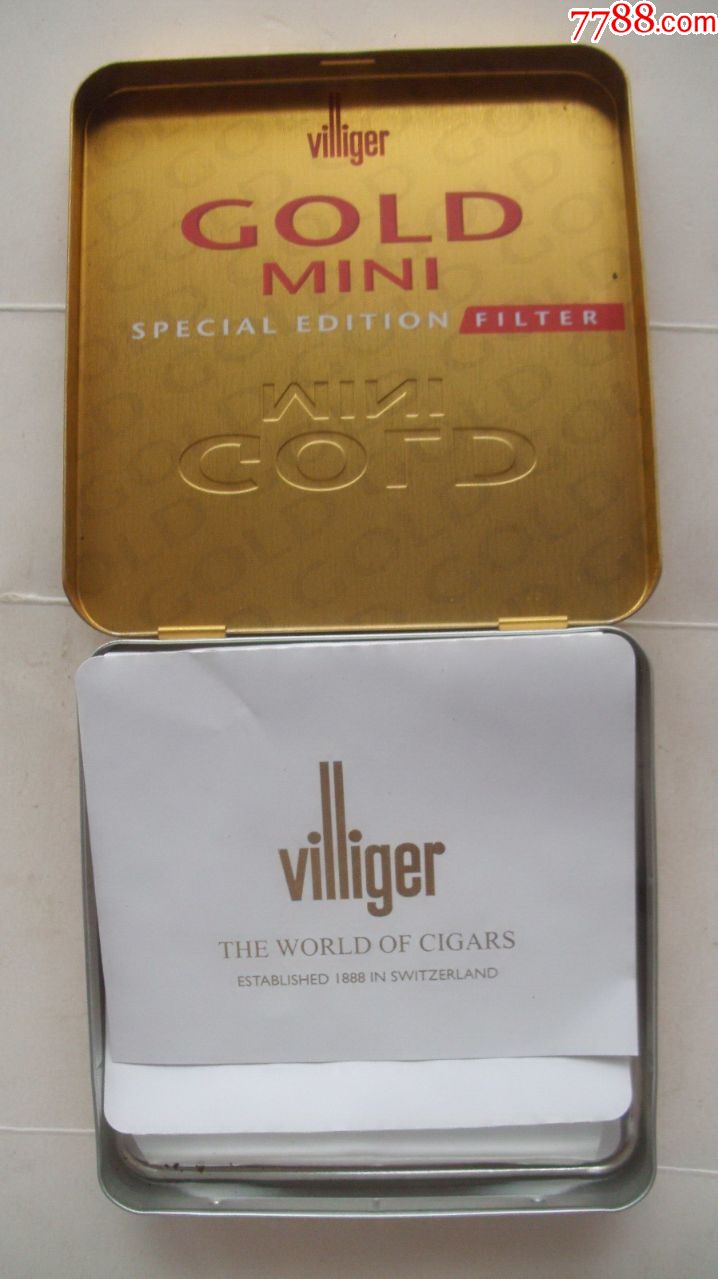 7788.com
villiger
GOLD
MINI
SPECIAL EDITION FILTER
MINI
GOLD
villiger
THE WORLD OF CIGARS
ESTABLISHED 1888 IN SWITZERLAND